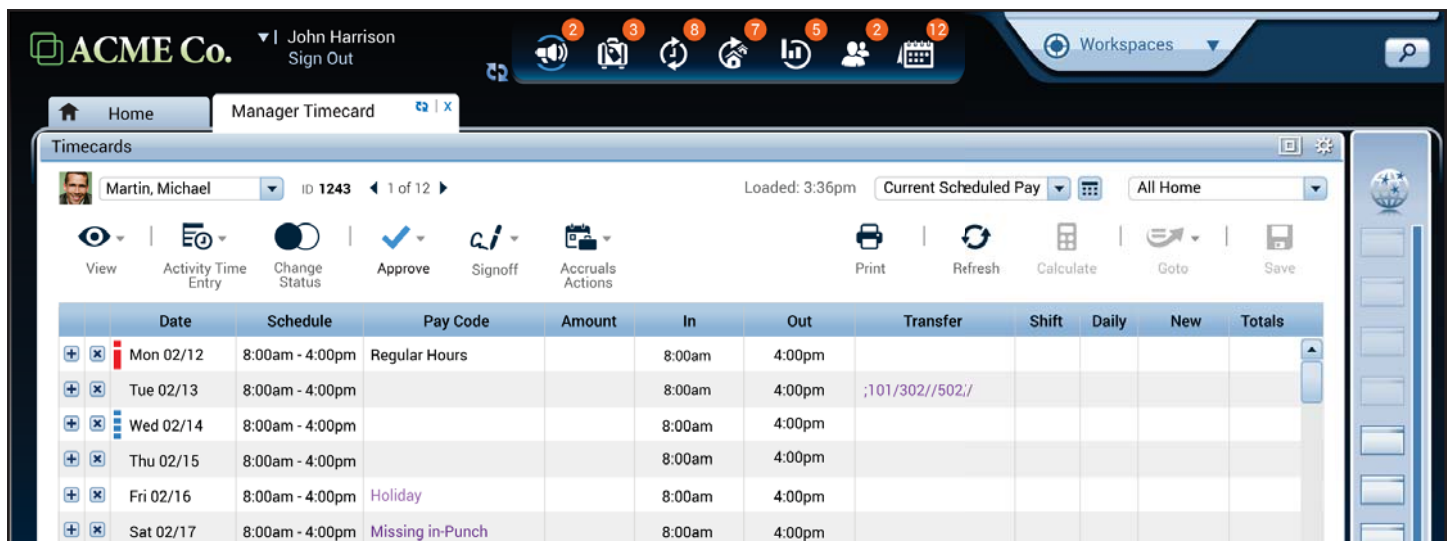 ACME Co.
John Harrison
Sign Out
2 3 8 7 5 2 12
Workspaces
Home
Manager Timecard | X
Timecards
Martin, Michael ID 1243 1 of 12 Loaded: 3:36pm Current Scheduled Pay All Home
View Activity Time Entry Change Status Approve Signoff Accruals Actions Print Refresh Calculate Goto Save
Date Schedule Pay Code Amount In Out Transfer Shift Daily New Totals
Mon 02/12 8:00am - 4:00pm Regular Hours 8:00am 4:00pm
Tue 02/13 8:00am - 4:00pm 8:00am 4:00pm ;101/302//502;/
Wed 02/14 8:00am - 4:00pm 8:00am 4:00pm
Thu 02/15 8:00am - 4:00pm 8:00am 4:00pm
Fri 02/16 8:00am - 4:00pm Holiday 8:00am 4:00pm
Sat 02/17 8:00am - 4:00pm Missing in-Punch 8:00am 4:00pm